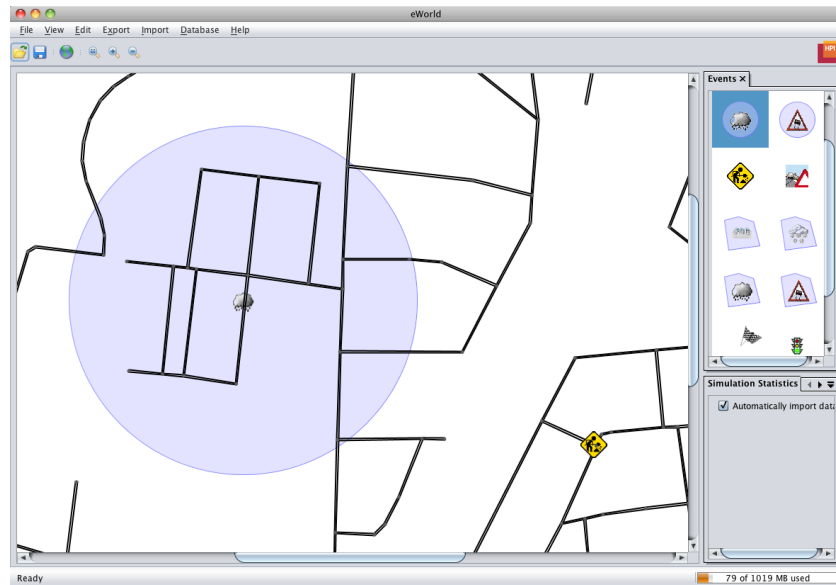 eWorld
File View Edit Export Import Database Help
HPI
Events ×
Simulation Statistics
Automatically import data
Ready
79 of 1019 MB used